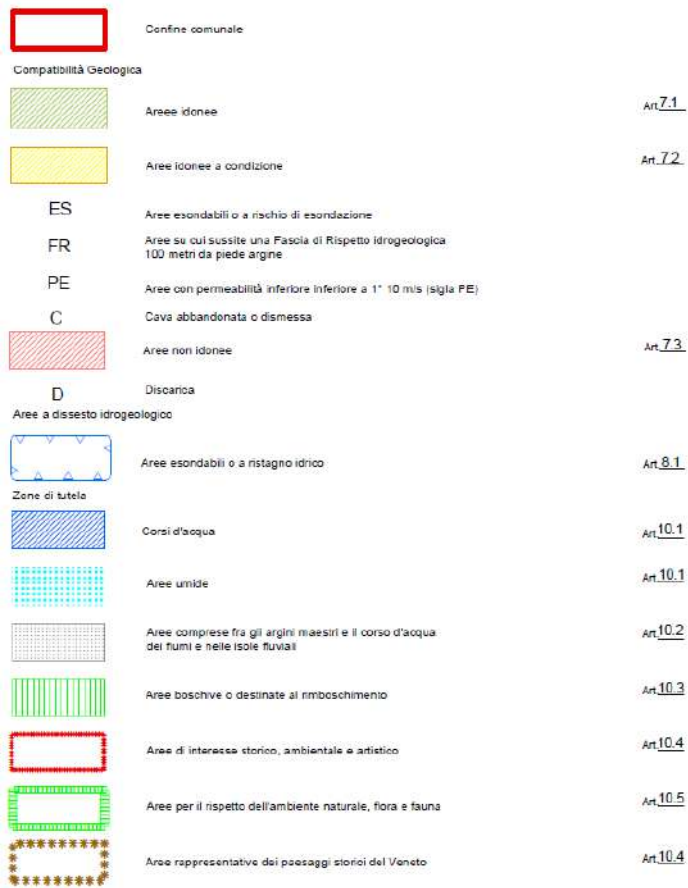 Confine comunale
Compatibilità Geologica
Areee idonee Art.7.1
Aree idonee a condizione Art.7.2
ES Aree esondabili o a rischio di esondazione
FR Aree su cui sussite una Fascia di Rispetto idrogeologica
100 metri da piede argine
PE Aree con permeabilità inferiore inferiore a 1* 10 m/s (sigla PE)
C Cava abbandonata o dismessa
Aree non idonee Art.7.3
D Discarica
Aree a dissesto idrogeologico
Aree esondabili o a ristagno idrico Art.8.1
Zone di tutela
Corsi d'acqua Art.10.1
Aree umide Art.10.1
Aree comprese fra gli argini maestri e il corso d'acqua
dei fiumi e nelle isole fluviali Art.10.2
Aree boschive o destinate al rimboschimento Art.10.3
Aree di interesse storico, ambientale e artistico Art.10.4
Aree per il rispetto dell'ambiente naturale, flora e fauna Art.10.5
Aree rappresentative dei paesaggi storici del Veneto Art.10.4